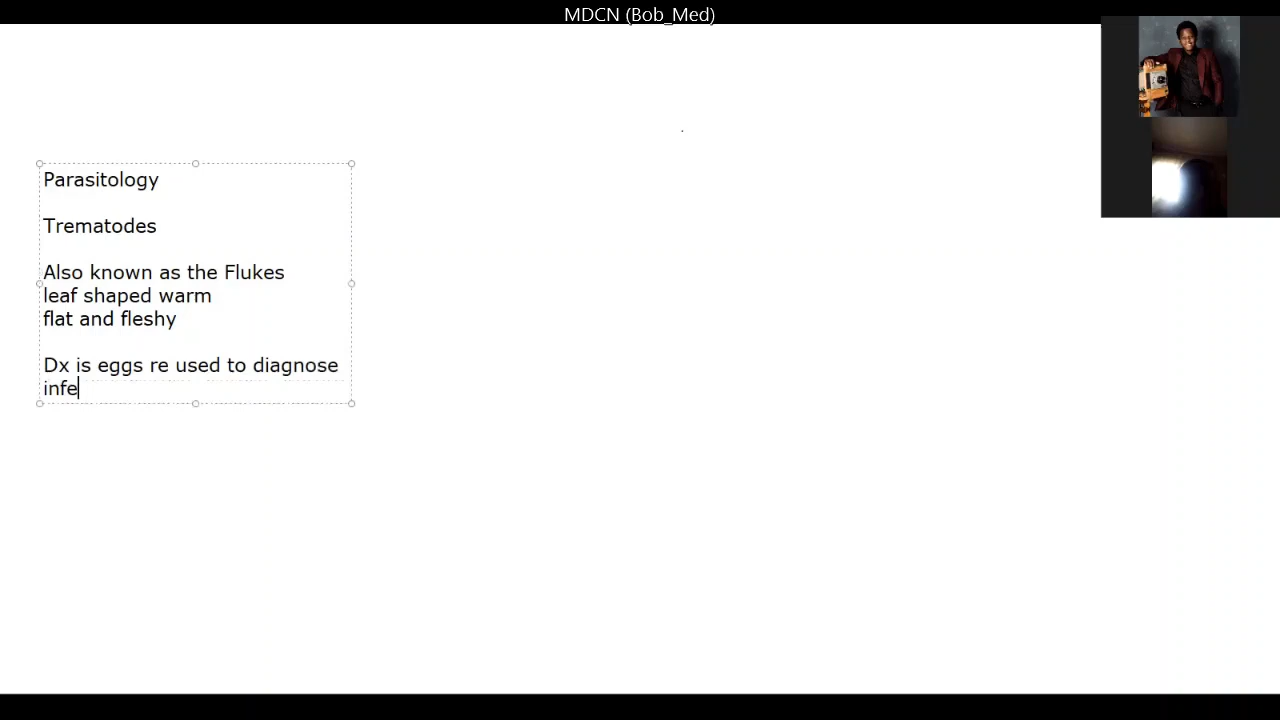 MDCN (Bob_Med)
Parasitology
Trematodes
Also known as the Flukes
leaf shaped warm
flat and fleshy
Dx is eggs re used to diagnose
infe